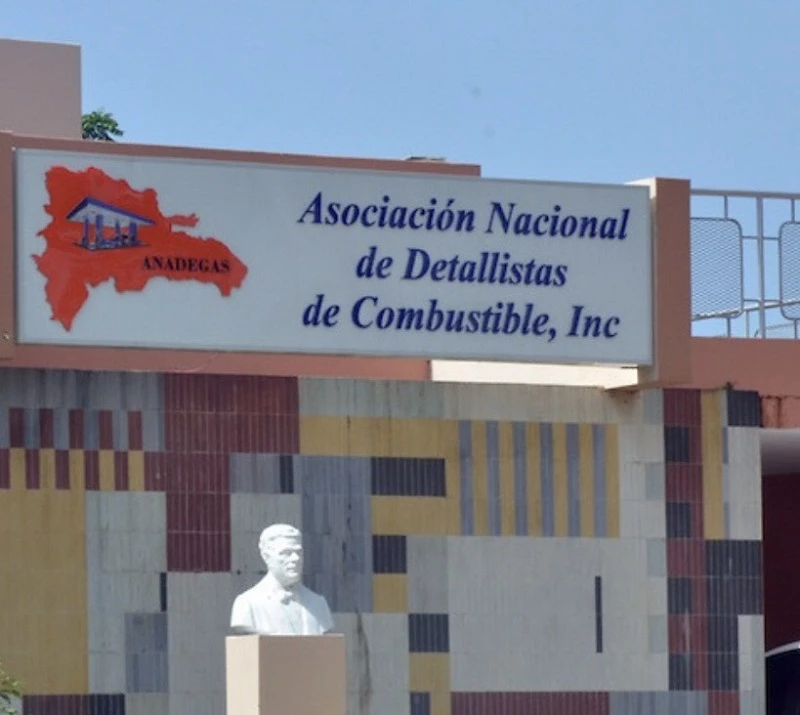 ANADEGAS
Asociación Nacional
de Detallistas
de Combustible, Inc